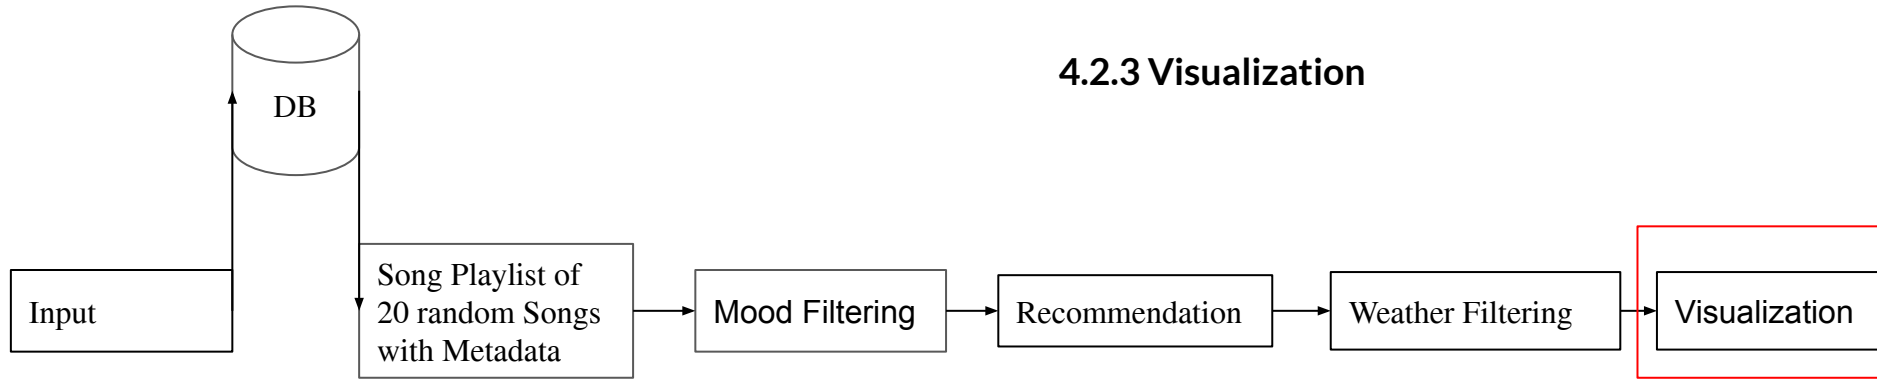 4.2.3 Visualization
DB
Input
Song Playlist of
20 random Songs
with Metadata
Mood Filtering
Recommendation
Weather Filtering
Visualization